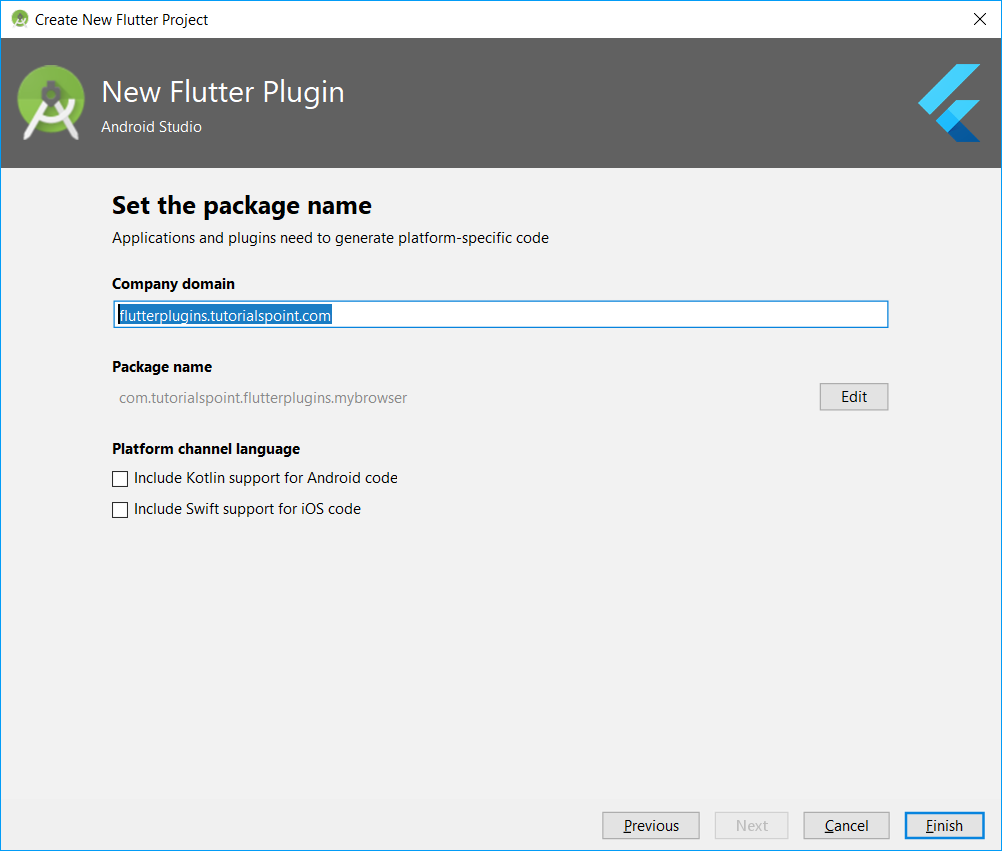 Create New Flutter Project
New Flutter Plugin
Android Studio
Set the package name
Applications and plugins need to generate platform-specific code
Company domain
flutterplugins.tutorialspoint.com
Package name
com.tutorialspoint.flutterplugins.mybrowser
Edit
Platform channel language
Include Kotlin support for Android code
Include Swift support for iOS code
Previous Next Cancel Finish